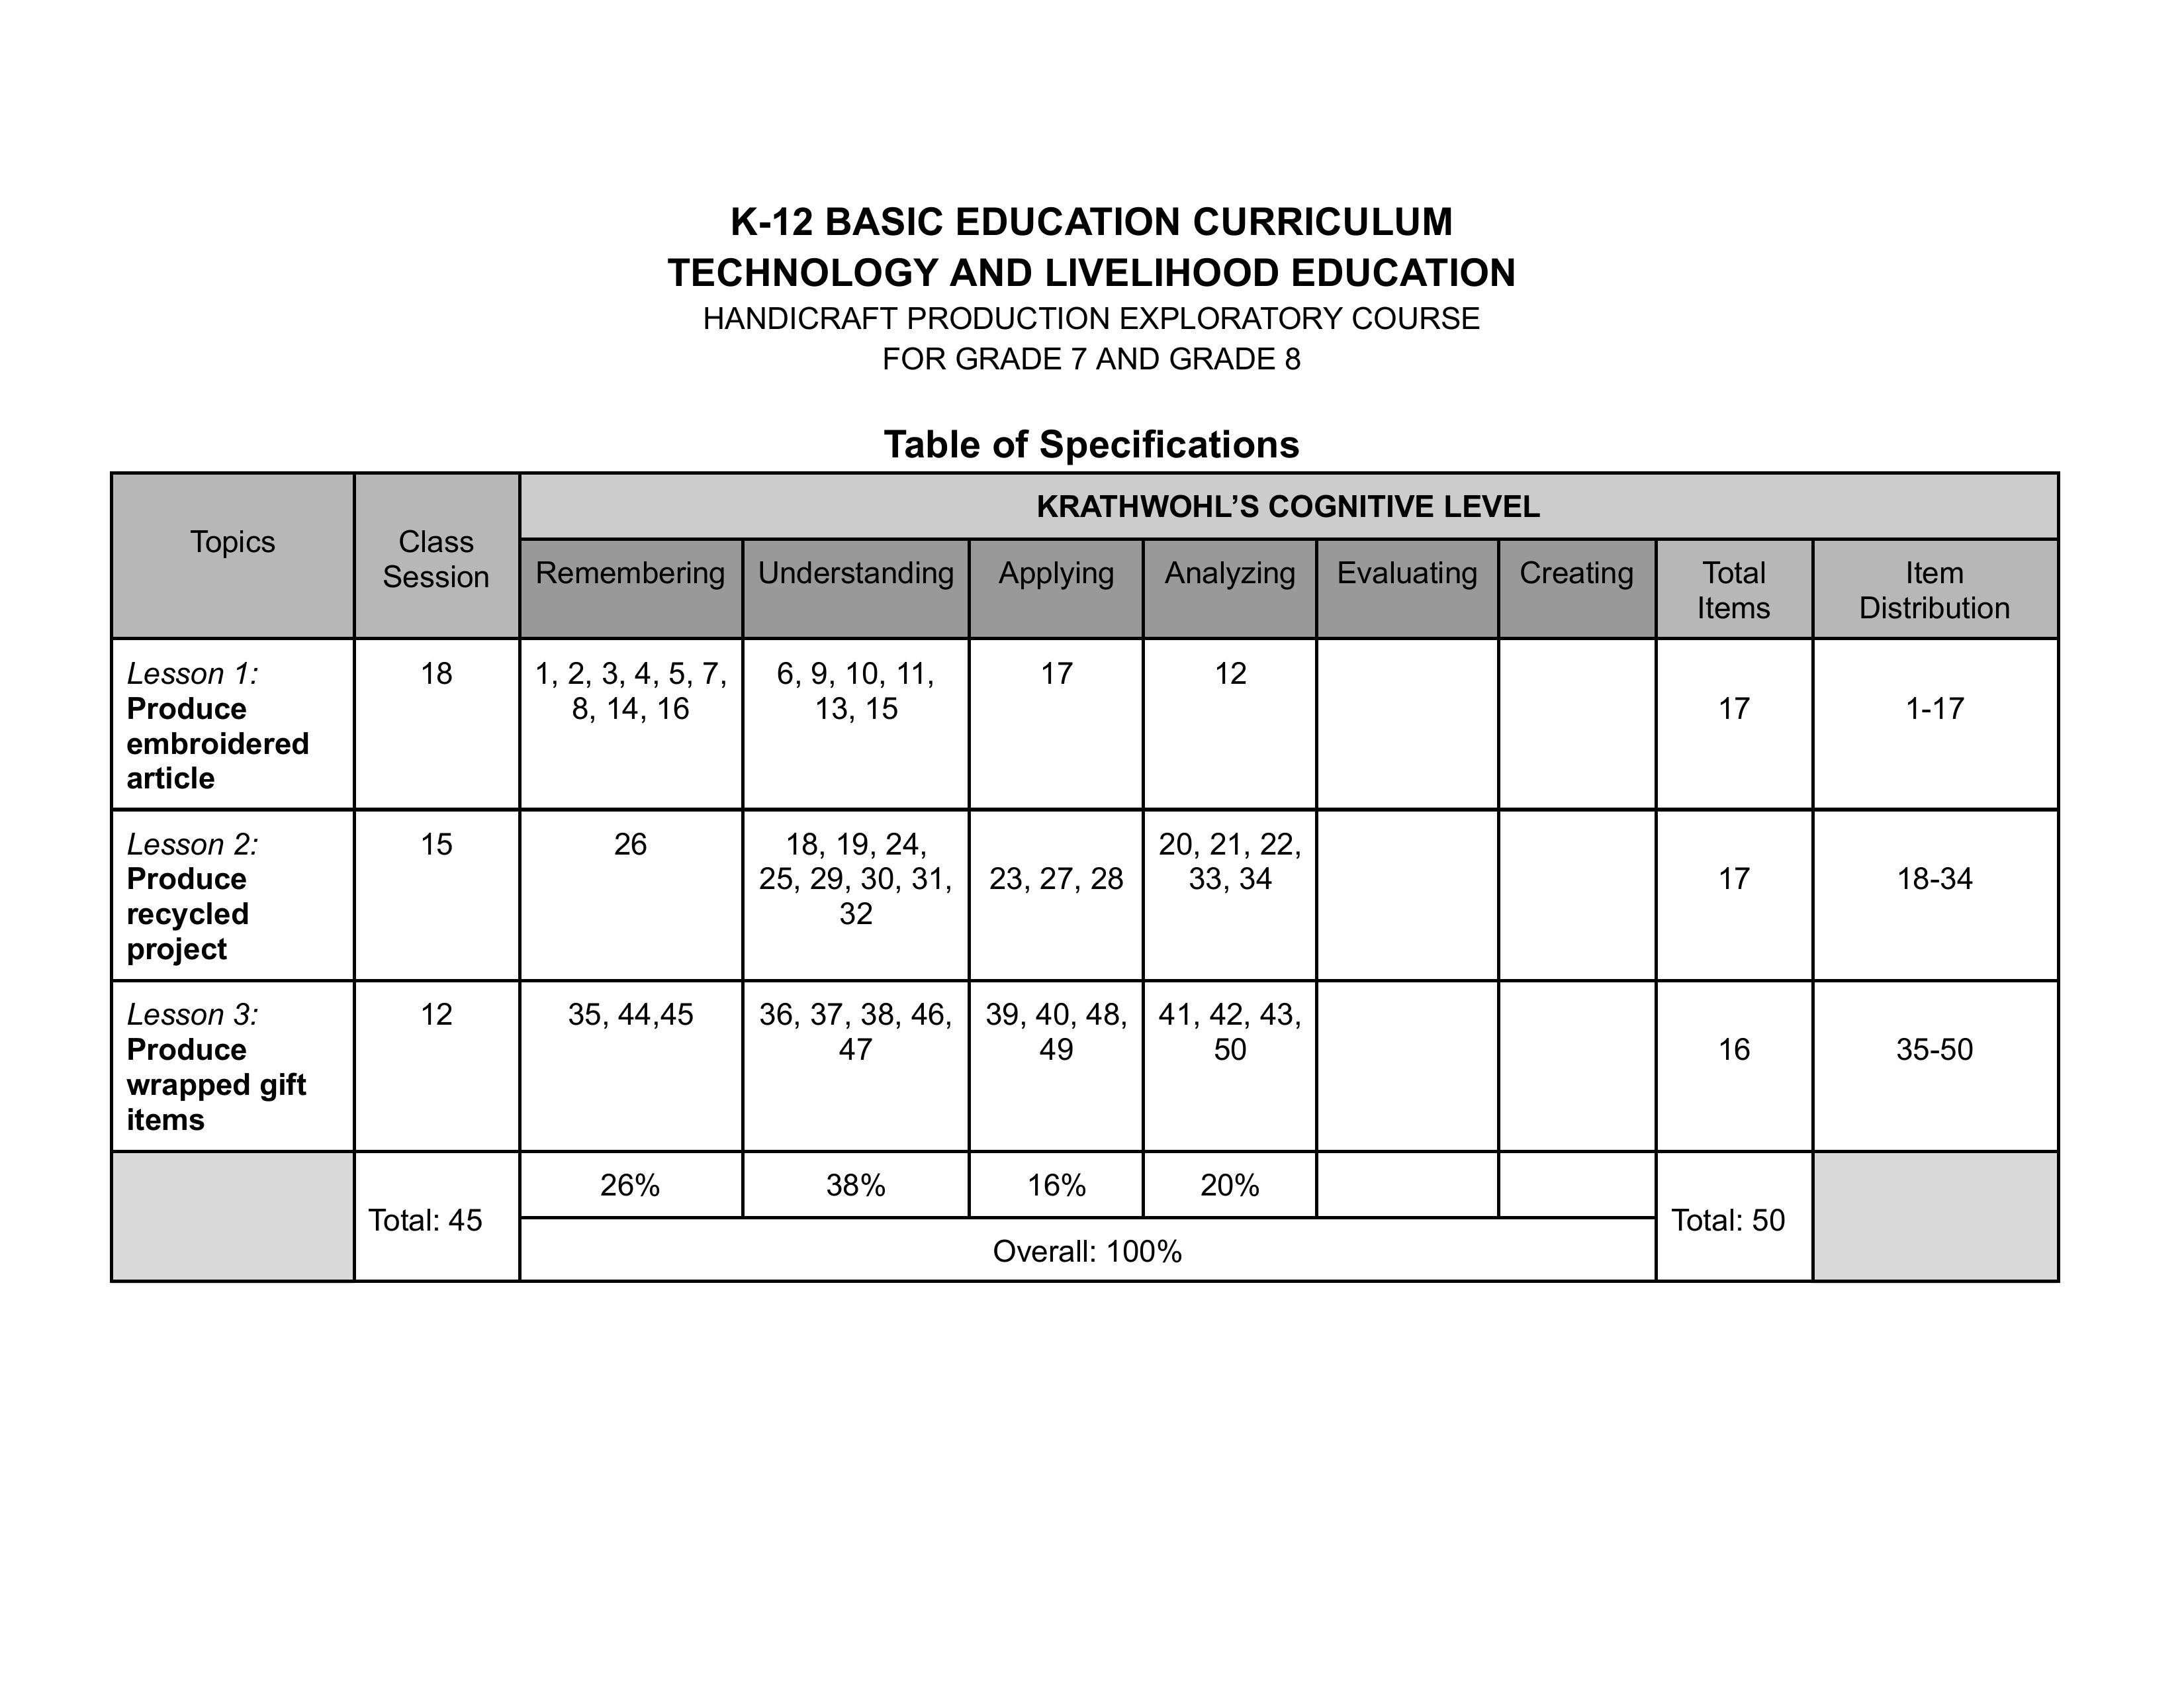 K-12 BASIC EDUCATION CURRICULUM
TECHNOLOGY AND LIVELIHOOD EDUCATION
HANDICRAFT PRODUCTION EXPLORATORY COURSE
FOR GRADE 7 AND GRADE 8
Table of Specifications
Topics
Class
Session
KRATHWOHL’S COGNITIVE LEVEL
Remembering
Understanding
Applying
Analyzing
Evaluating
Creating
Total
Items
Item
Distribution
Lesson 1:
Produce
embroidered
article
18
1, 2, 3, 4, 5, 7,
8, 14, 16
6, 9, 10, 11,
13, 15
17
12
17
1-17
Lesson 2:
Produce
recycled
project
15
26
18, 19, 24,
25, 29, 30, 31,
32
23, 27, 28
20, 21, 22,
33, 34
17
18-34
Lesson 3:
Produce
wrapped gift
items
12
35, 44,45
36, 37, 38, 46,
47
39, 40, 48,
49
41, 42, 43,
50
16
35-50
Total: 45
26%
38%
16%
20%
Overall: 100%
Total: 50